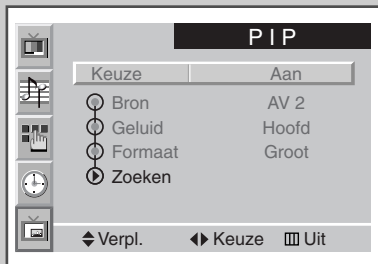 PIP
Keuze Aan
Bron AV 2
Geluid Hoofd
Formaat Groot
Zoeken
Verpl. Keuze Uit